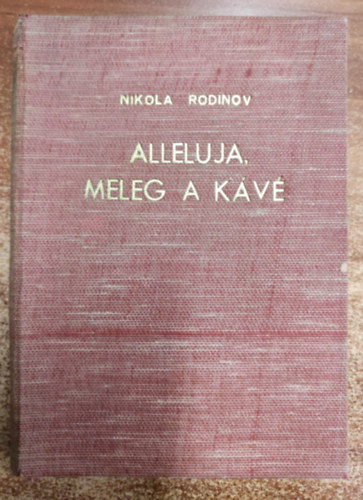 NIKOLA RODINOV
ALLELUJA,
MELEG A KÁVÉ